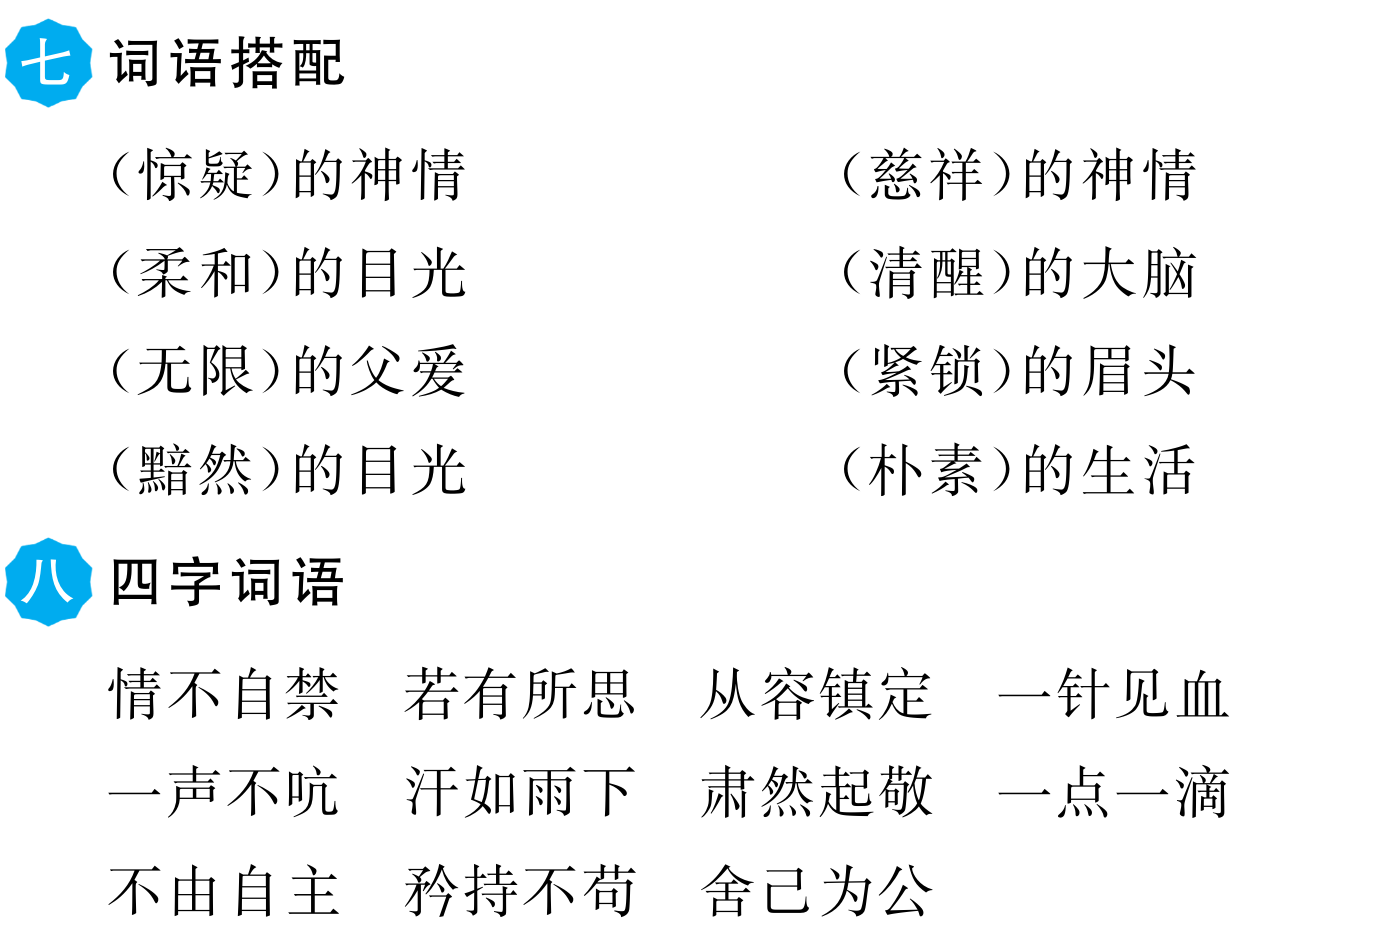 七 词语搭配
（惊疑）的神情 （慈祥）的神情
（柔和）的目光 （清醒）的大脑
（无限）的父爱 （紧锁）的眉头
（黯然）的目光 （朴素）的生活
八 四字词语
情不自禁 若有所思 从容镇定 一针见血
一声不吭 汗如雨下 肃然起敬 一点一滴
不由自主 矜持不苟 舍己为公